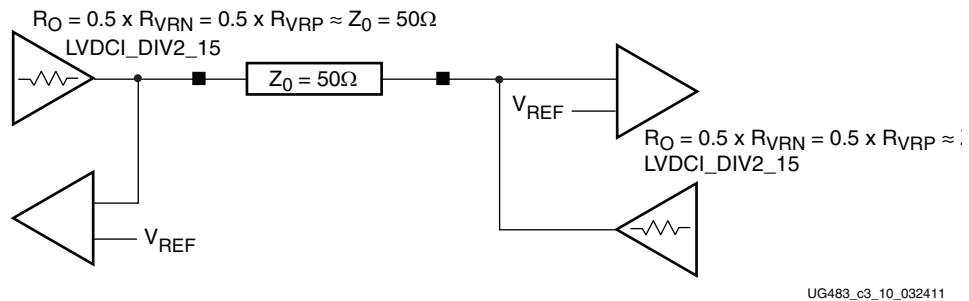 R_O = 0.5 x R_VRN = 0.5 x R_VRP ≈ Z_0 = 50Ω
LVDCI_DIV2_15
Z_0 = 50Ω
V_REF
R_O = 0.5 x R_VRN = 0.5 x R_VRP ≈
LVDCI_DIV2_15
V_REF
UG483_c3_10_032411